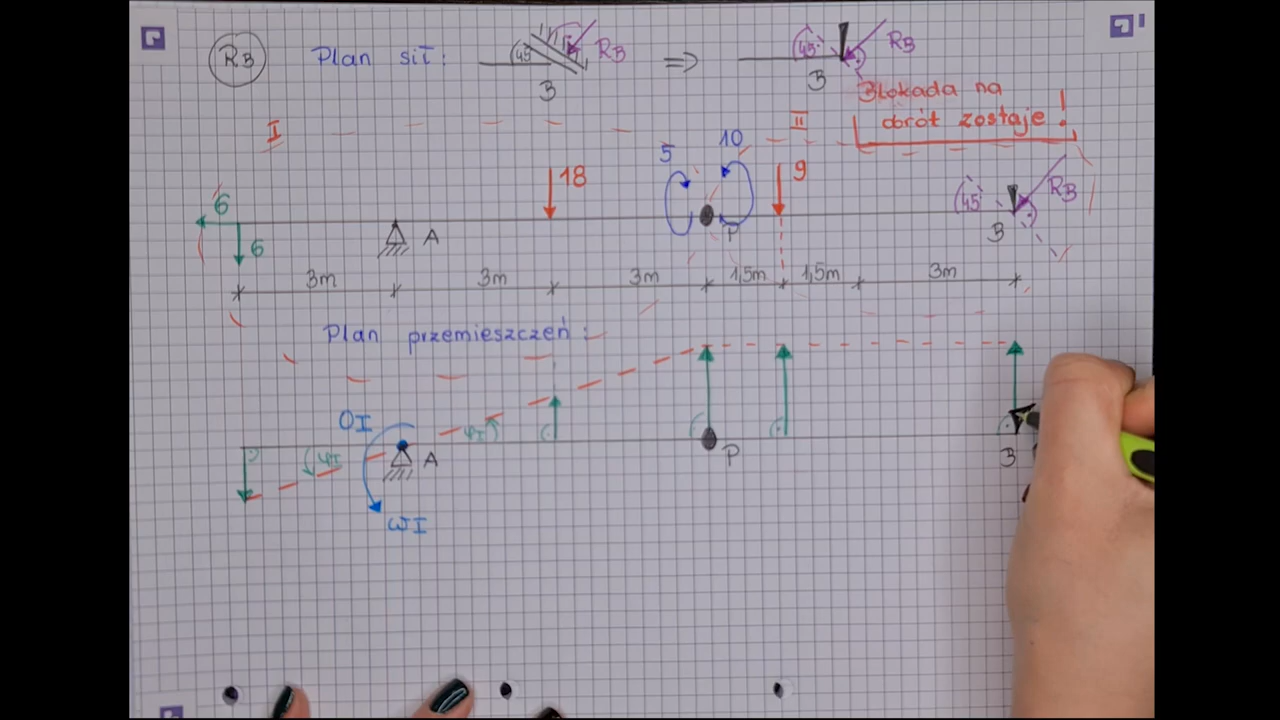 RB Plan sił: 45° RB ⇒ 45° RB
B B
Blokada na
obrót zostaje!
I II
18 5 10 9
6 45° RB
6 A P B
3m 3m 3m 1,5m 1,5m 3m
Plan przemieszczeń:
OI φI
φI A P B
ωI